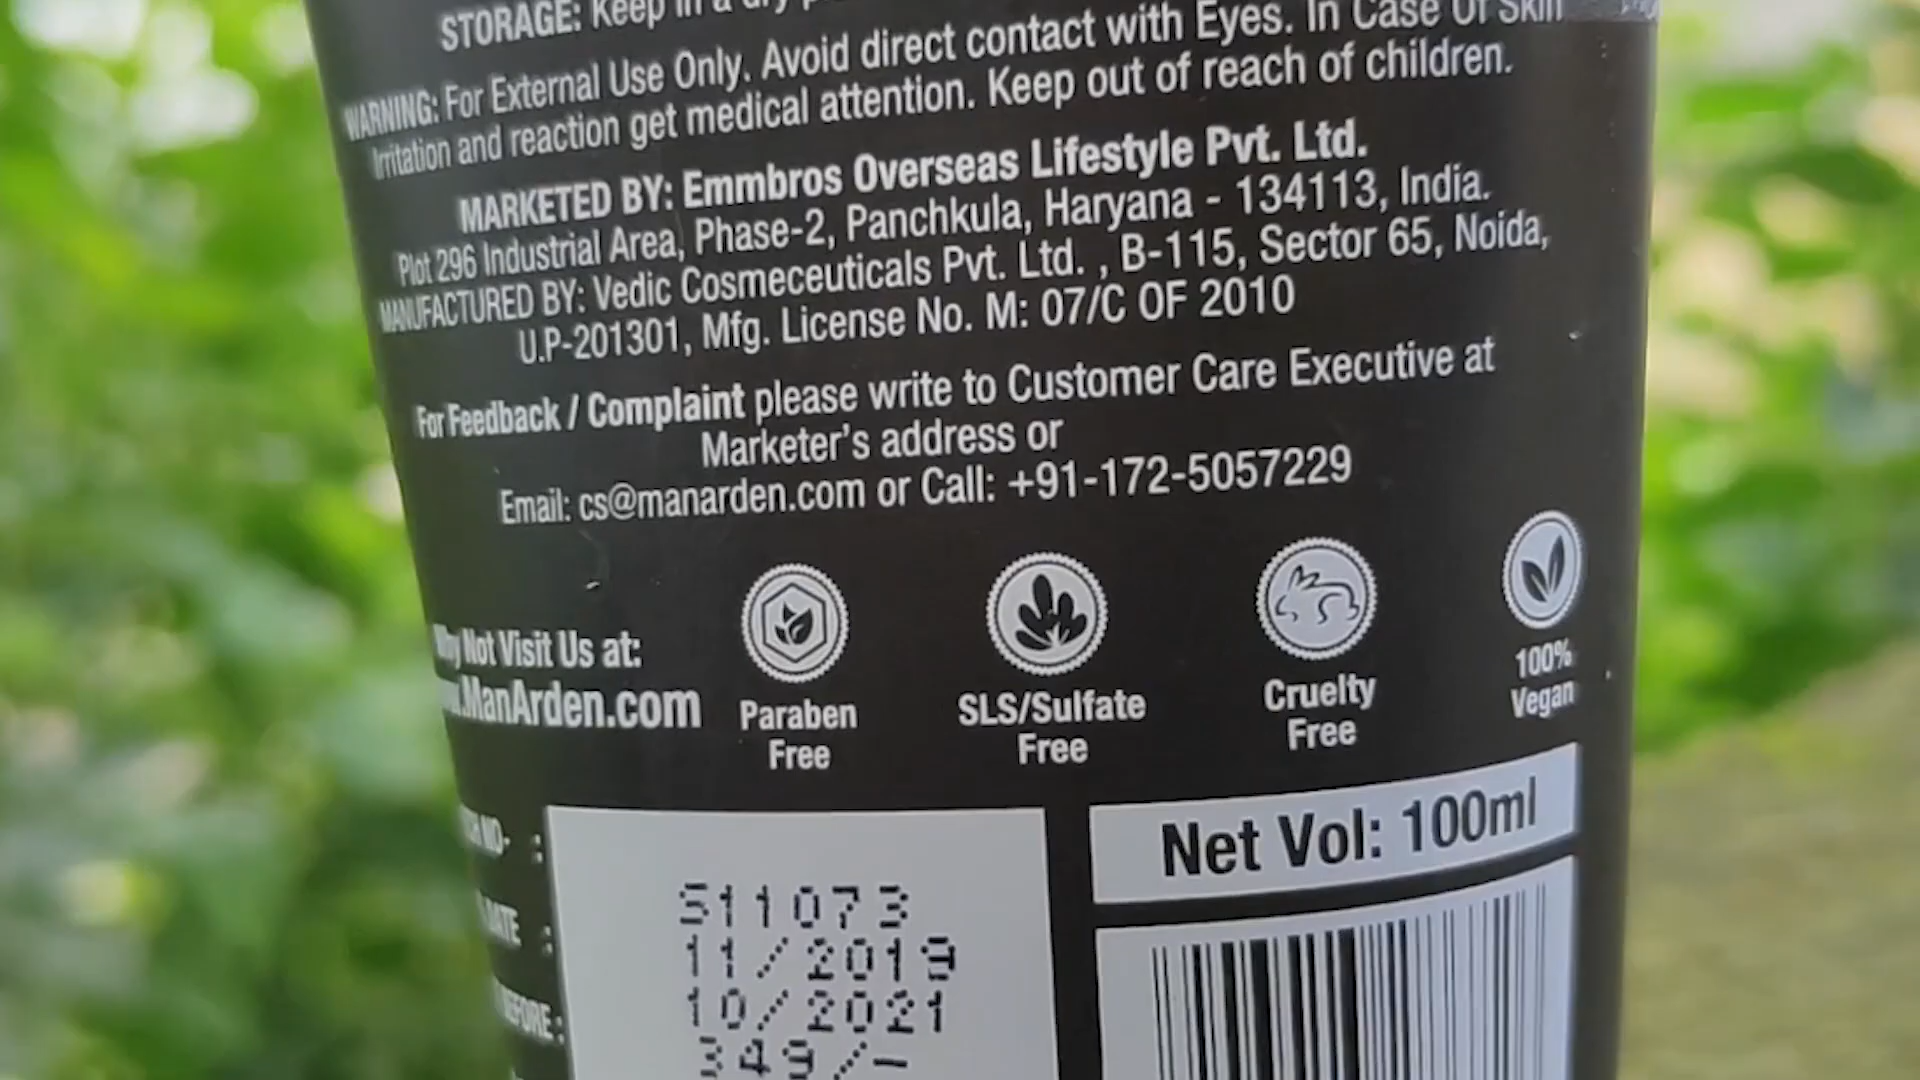 STORAGE: Keep in a dry
WARNING: For External Use Only. Avoid direct contact with Eyes. In Case Of Skin
Irritation and reaction get medical attention. Keep out of reach of children.
MARKETED BY: Emmbros Overseas Lifestyle Pvt. Ltd.
Plot 296 Industrial Area, Phase-2, Panchkula, Haryana - 134113, India.
MANUFACTURED BY: Vedic Cosmeceuticals Pvt. Ltd. , B-115, Sector 65, Noida,
U.P-201301, Mfg. License No. M: 07/C OF 2010
For Feedback / Complaint please write to Customer Care Executive at
Marketer's address or
Email: cs@manarden.com or Call: +91-172-5057229
Why Not Visit Us at:
.ManArden.com
Paraben
Free
SLS/Sulfate
Free
Cruelty
Free
100%
Vegan
NO- :
DATE :
BEFORE :
S11073
11/2019
10/2021
349/-
Net Vol: 100ml